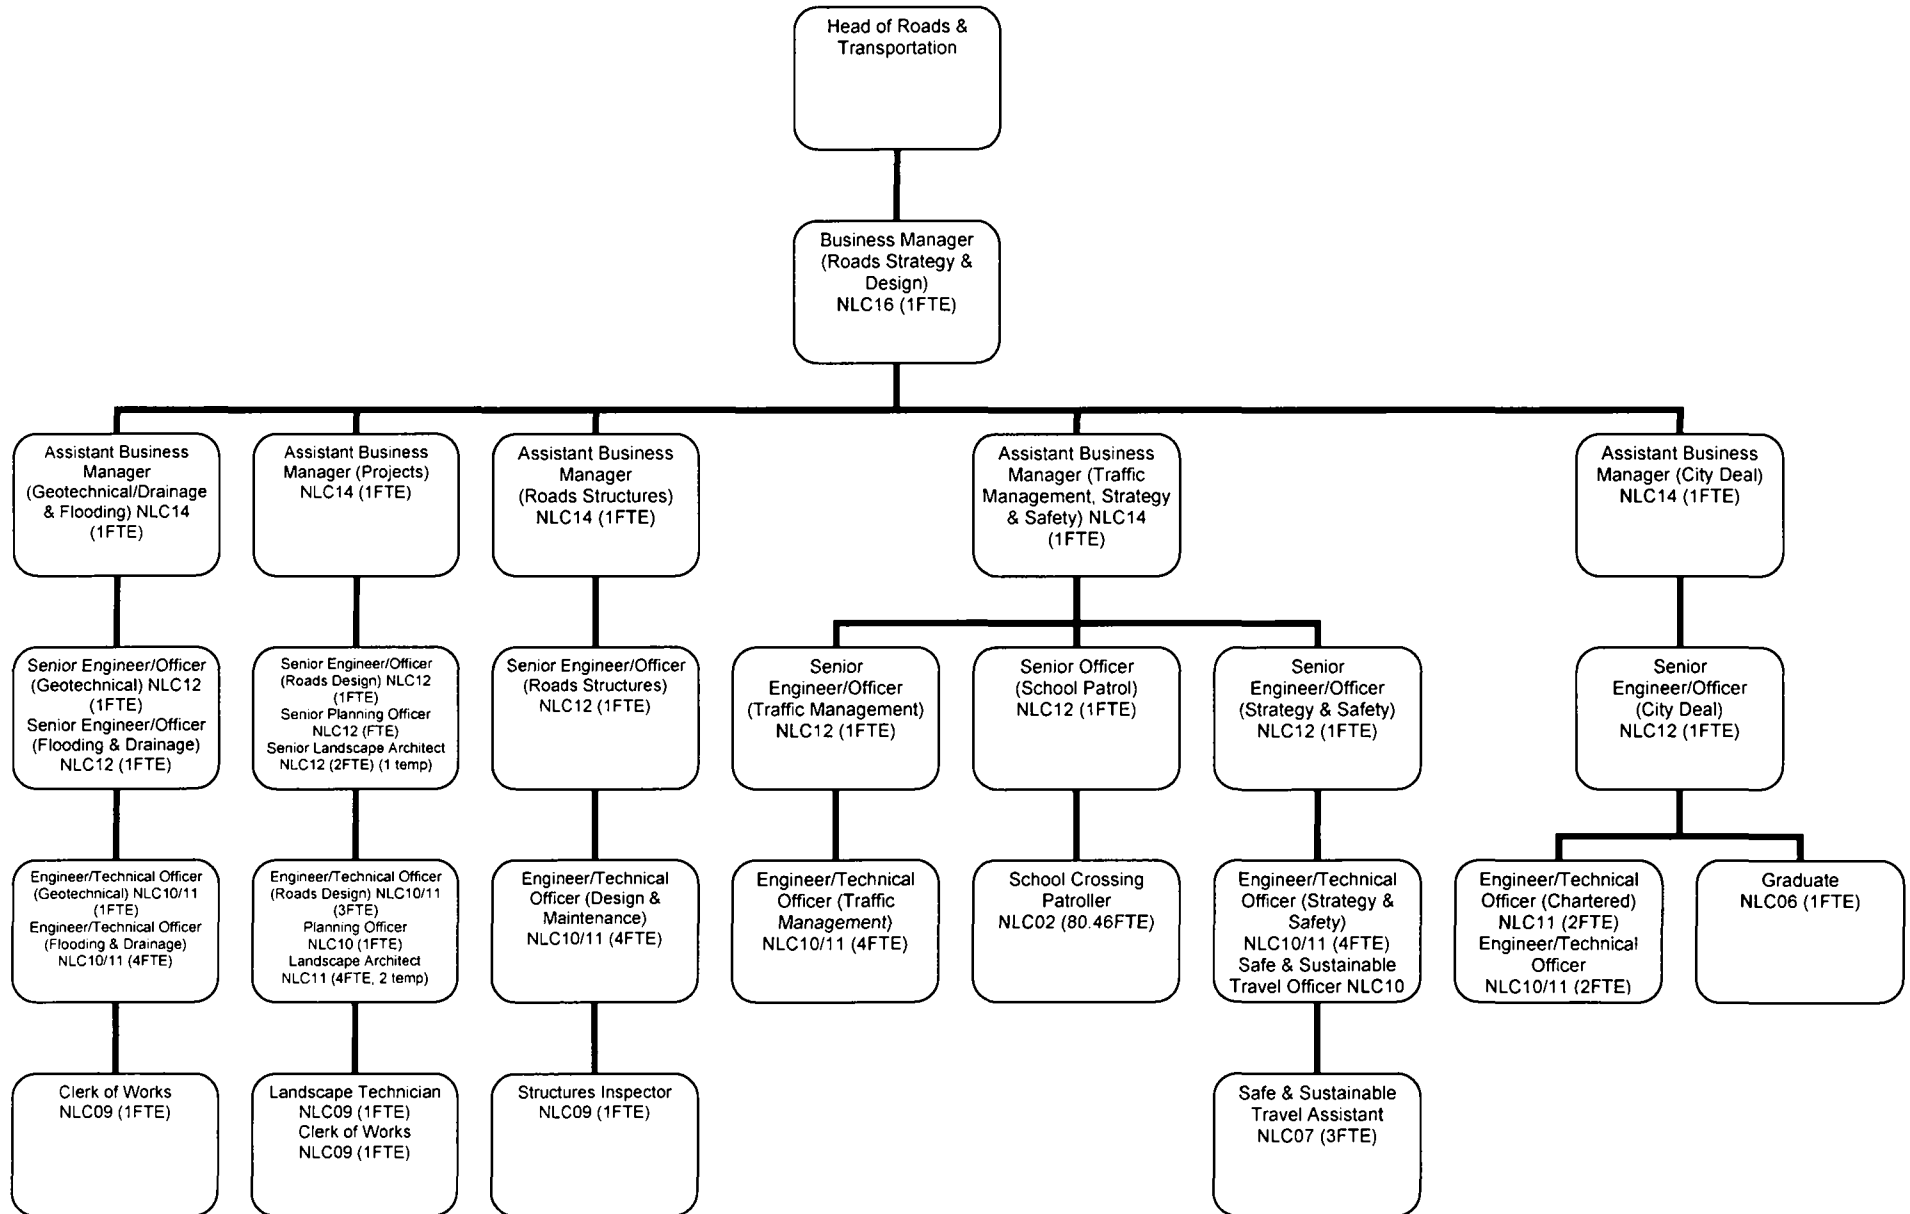 Head of Roads &
Transportation
Business Manager
(Roads Strategy &
Design)
NLC16 (1FTE)
Assistant Business
Manager
(Geotechnical/Drainage
& Flooding) NLC14
(1FTE)
Assistant Business
Manager (Projects)
NLC14 (1FTE)
Assistant Business
Manager
(Roads Structures)
NLC14 (1FTE)
Assistant Business
Manager (Traffic
Management, Strategy
& Safety) NLC14
(1FTE)
Assistant Business
Manager (City Deal)
NLC14 (1FTE)
Senior Engineer/Officer
(Geotechnical) NLC12
(1FTE)
Senior Engineer/Officer
(Flooding & Drainage)
NLC12 (1FTE)
Senior Engineer/Officer
(Roads Design) NLC12
(1FTE)
Senior Planning Officer
NLC12 (FTE)
Senior Landscape Architect
NLC12 (2FTE) (1 temp)
Senior Engineer/Officer
(Roads Structures)
NLC12 (1FTE)
Senior
Engineer/Officer
(Traffic Management)
NLC12 (1FTE)
Senior Officer
(School Patrol)
NLC12 (1FTE)
Senior
Engineer/Officer
(Strategy & Safety)
NLC12 (1FTE)
Senior
Engineer/Officer
(City Deal)
NLC12 (1FTE)
Engineer/Technical Officer
(Geotechnical) NLC10/11
(1FTE)
Engineer/Technical Officer
(Flooding & Drainage)
NLC10/11 (4FTE)
Engineer/Technical Officer
(Roads Design) NLC10/11
(3FTE)
Planning Officer
NLC10 (1FTE)
Landscape Architect
NLC11 (4FTE, 2 temp)
Engineer/Technical
Officer (Design &
Maintenance)
NLC10/11 (4FTE)
Engineer/Technical
Officer (Traffic
Management)
NLC10/11 (4FTE)
School Crossing
Patroller
NLC02 (80.46FTE)
Engineer/Technical
Officer (Strategy &
Safety)
NLC10/11 (4FTE)
Safe & Sustainable
Travel Officer NLC10
Engineer/Technical
Officer (Chartered)
NLC11 (2FTE)
Engineer/Technical
Officer
NLC10/11 (2FTE)
Graduate
NLC06 (1FTE)
Clerk of Works
NLC09 (1FTE)
Landscape Technician
NLC09 (1FTE)
Clerk of Works
NLC09 (1FTE)
Structures Inspector
NLC09 (1FTE)
Safe & Sustainable
Travel Assistant
NLC07 (3FTE)